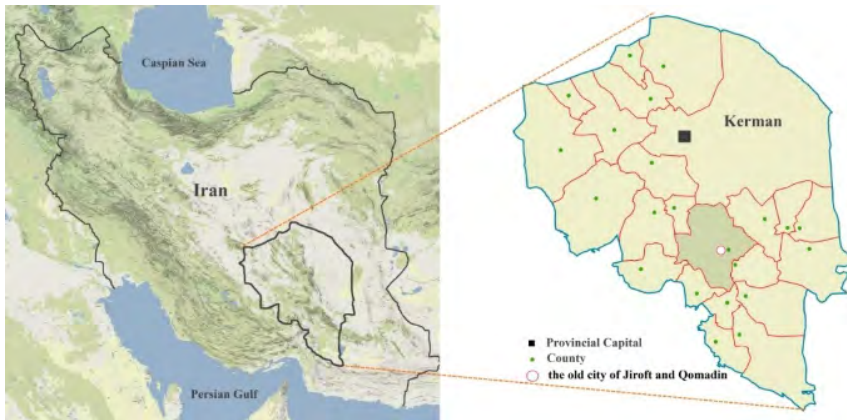 Caspian Sea
Iran
Persian Gulf
Kerman
Provincial Capital
County
the old city of Jiroft and Qomadin